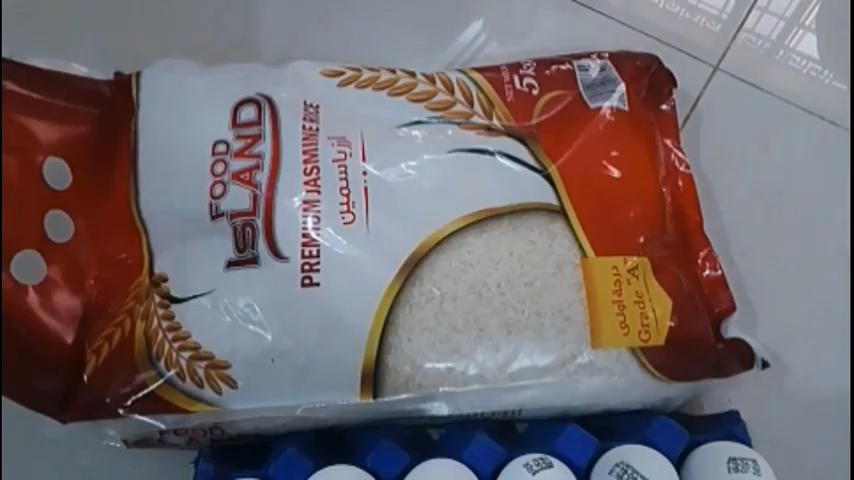 FOOD
ISLAND
PREMIUM JASMINE RICE
أرز ياسمين
5kg
درجة أولى
Grade "A"
FOOD